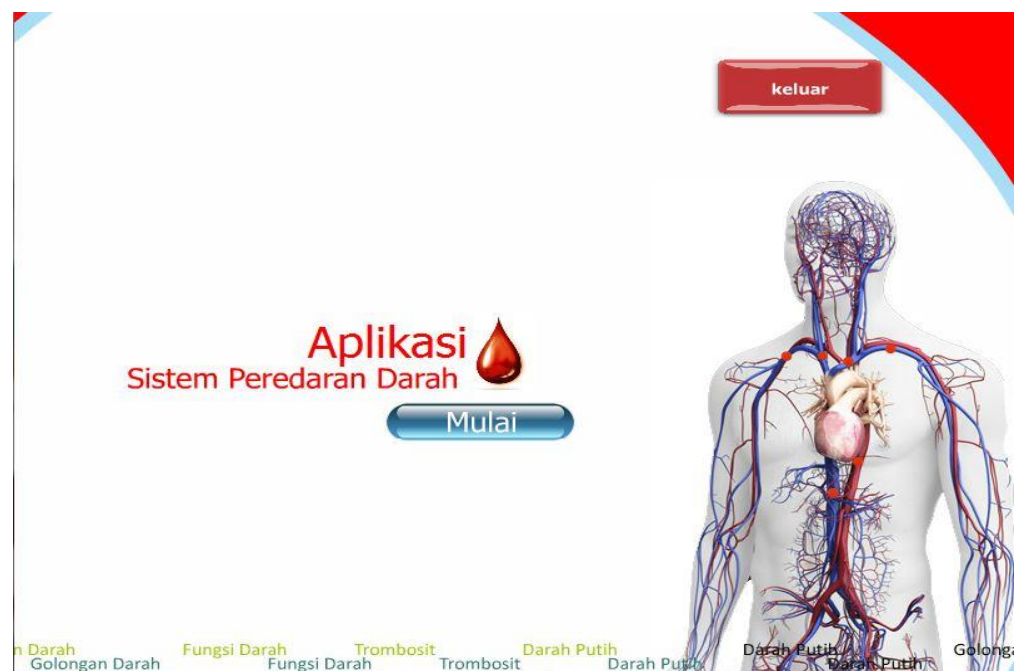 keluar
Aplikasi
Sistem Peredaran Darah
Mulai
n Darah Fungsi Darah Trombosit Darah Putih Darah Putih Golonga
Golongan Darah Fungsi Darah Trombosit Darah Putih Darah Putih